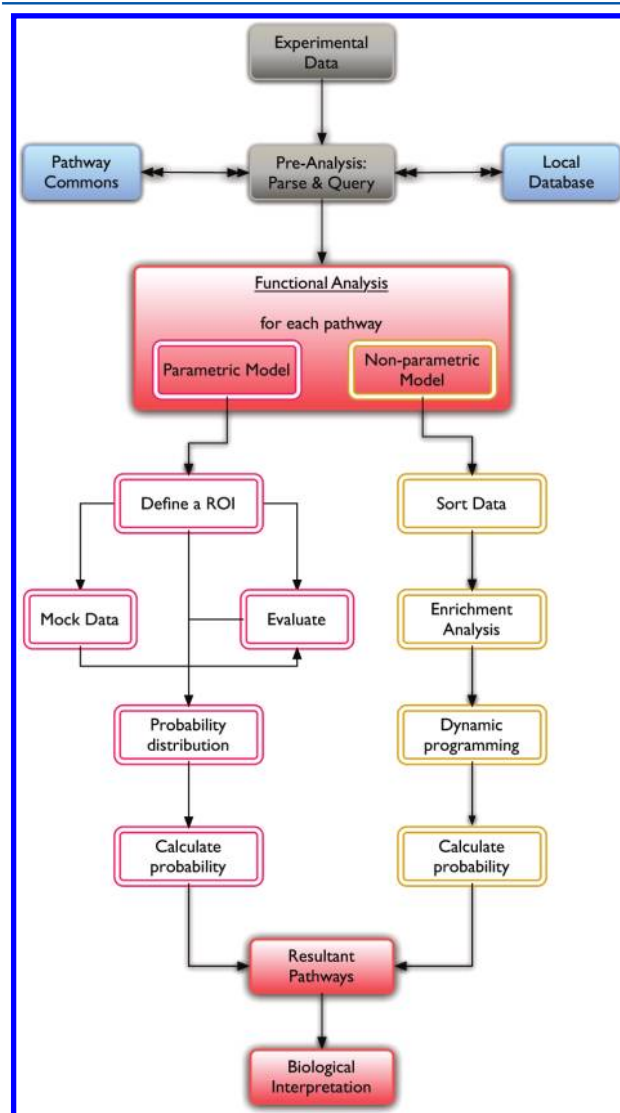 Experimental
Data
Pathway
Commons
Pre-Analysis:
Parse & Query
Local
Database
Functional Analysis
for each pathway
Parametric Model
Non-parametric
Model
Define a ROI
Sort Data
Mock Data
Evaluate
Enrichment
Analysis
Probability
distribution
Dynamic
programming
Calculate
probability
Calculate
probability
Resultant
Pathways
Biological
Interpretation